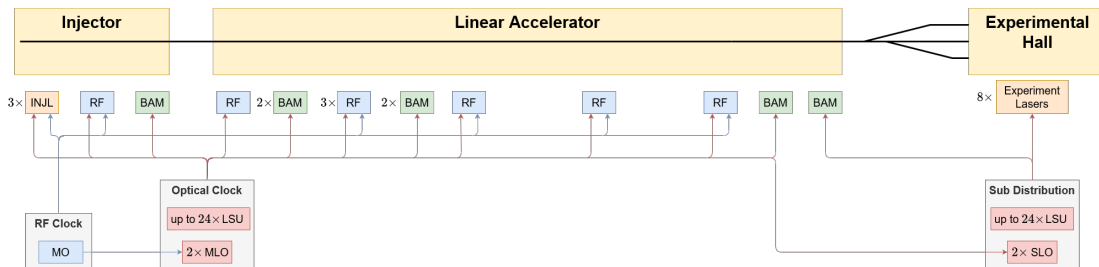 Injector
Linear Accelerator
Experimental
Hall
3× INJL
RF
BAM
RF
2× BAM
3× RF
2× BAM
RF
RF
RF
BAM
BAM
8×
Experiment
Lasers
Optical Clock
up to 24× LSU
2× MLO
RF Clock
MO
Sub Distribution
up to 24× LSU
2× SLO